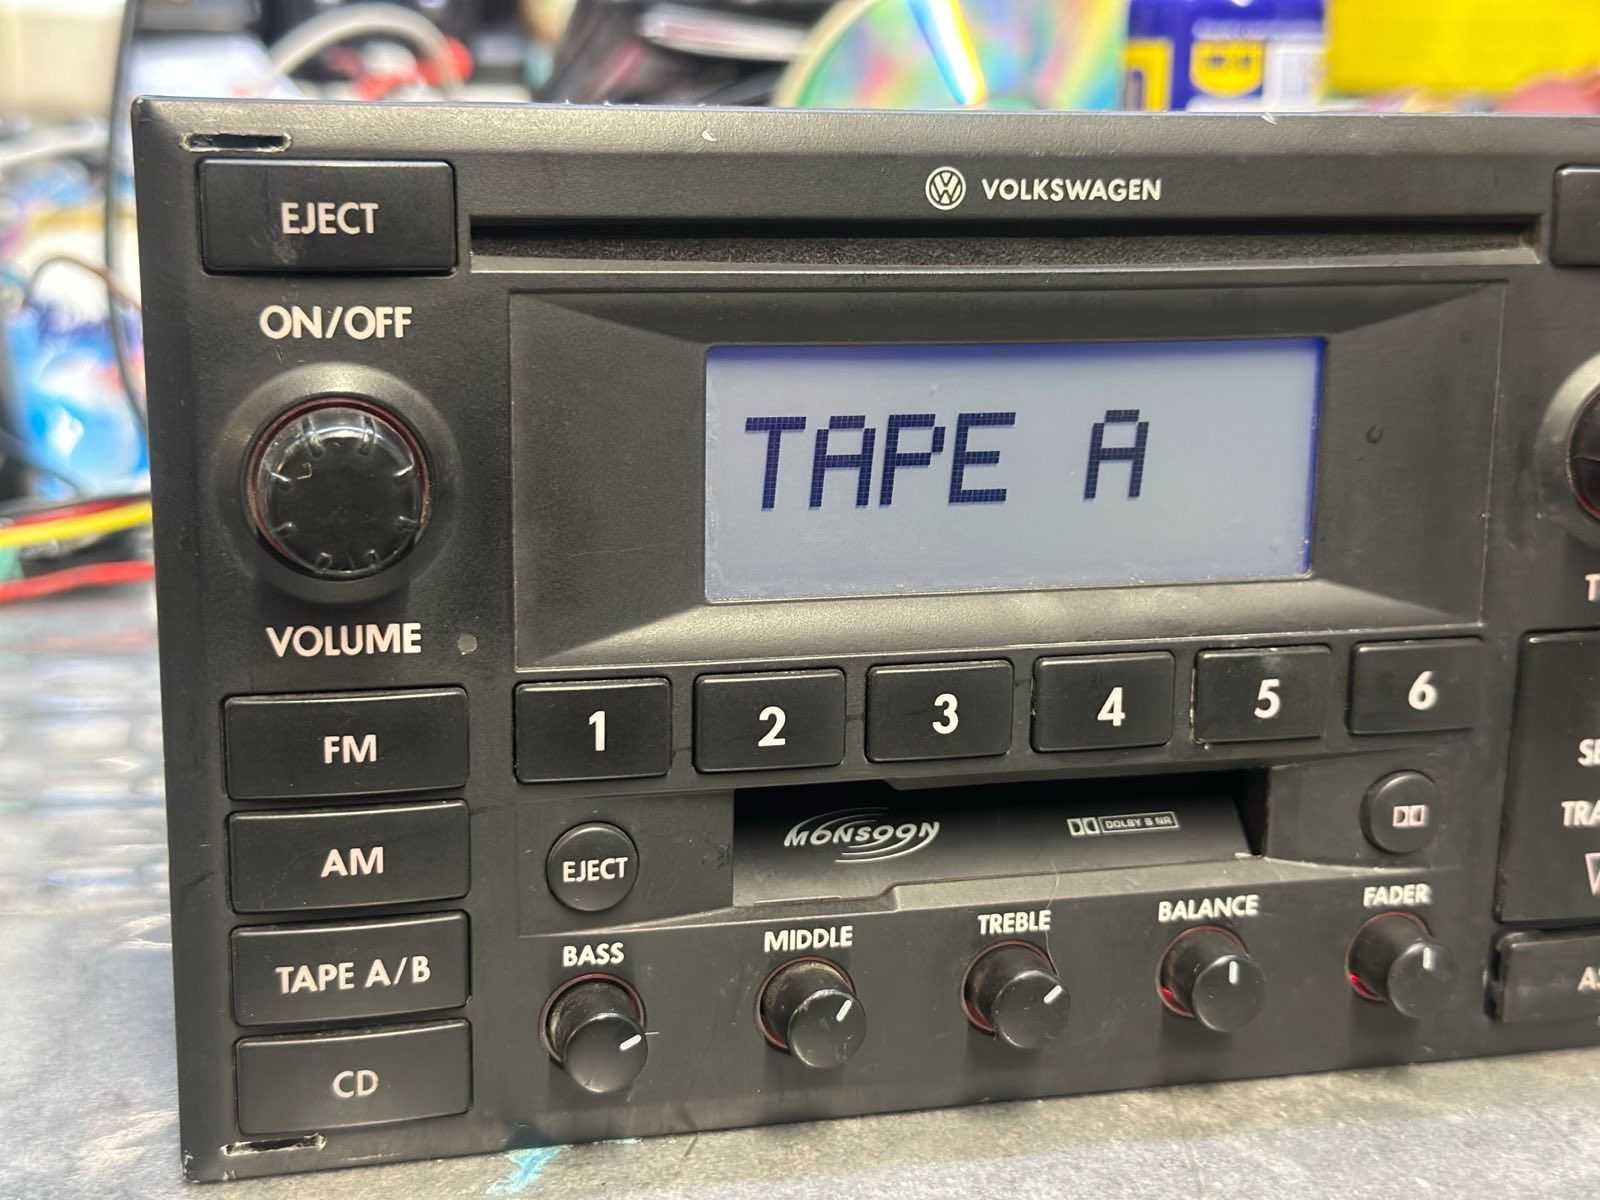 EJECT
VOLKSWAGEN
ON/OFF
TAPE A
VOLUME
1 2 3 4 5 6
FM
AM
TAPE A/B
CD
EJECT
MONSOON
DOLBY B NR
BASS
MIDDLE
TREBLE
BALANCE
FADER